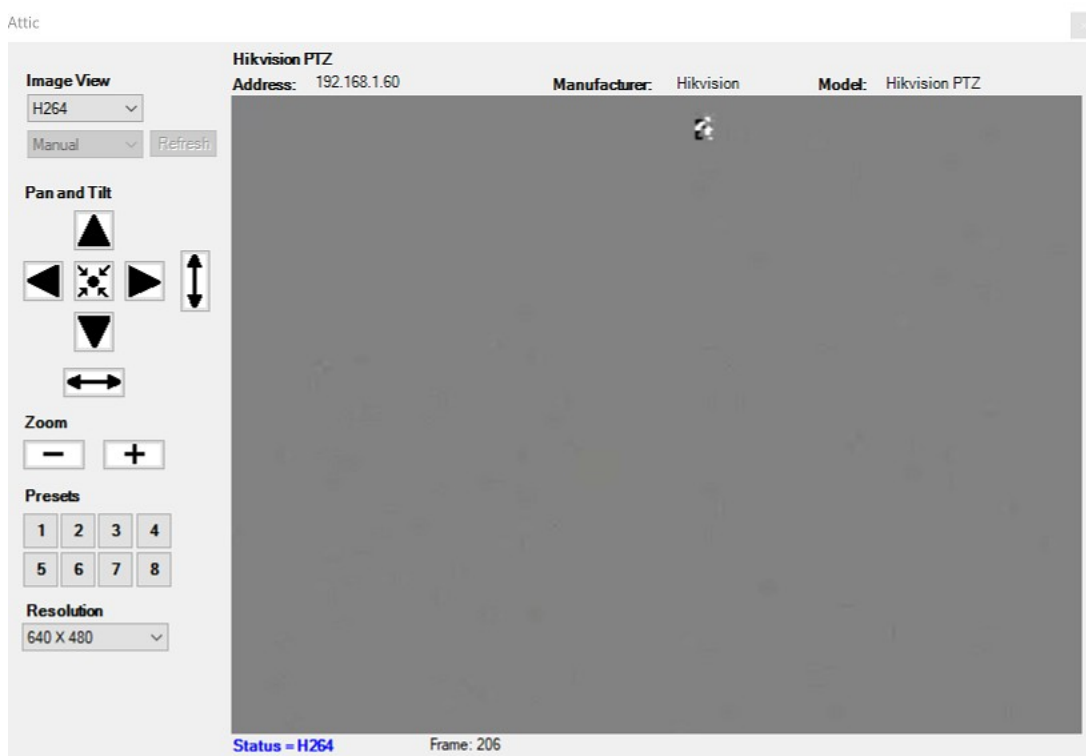 Attic
Hikvision PTZ
Image View
Address: 192.168.1.60 Manufacturer: Hikvision Model: Hikvision PTZ
H264
Manual Refresh
Pan and Tilt
Zoom
− +
Presets
1 2 3 4
5 6 7 8
Resolution
640 X 480
Status = H264 Frame: 206